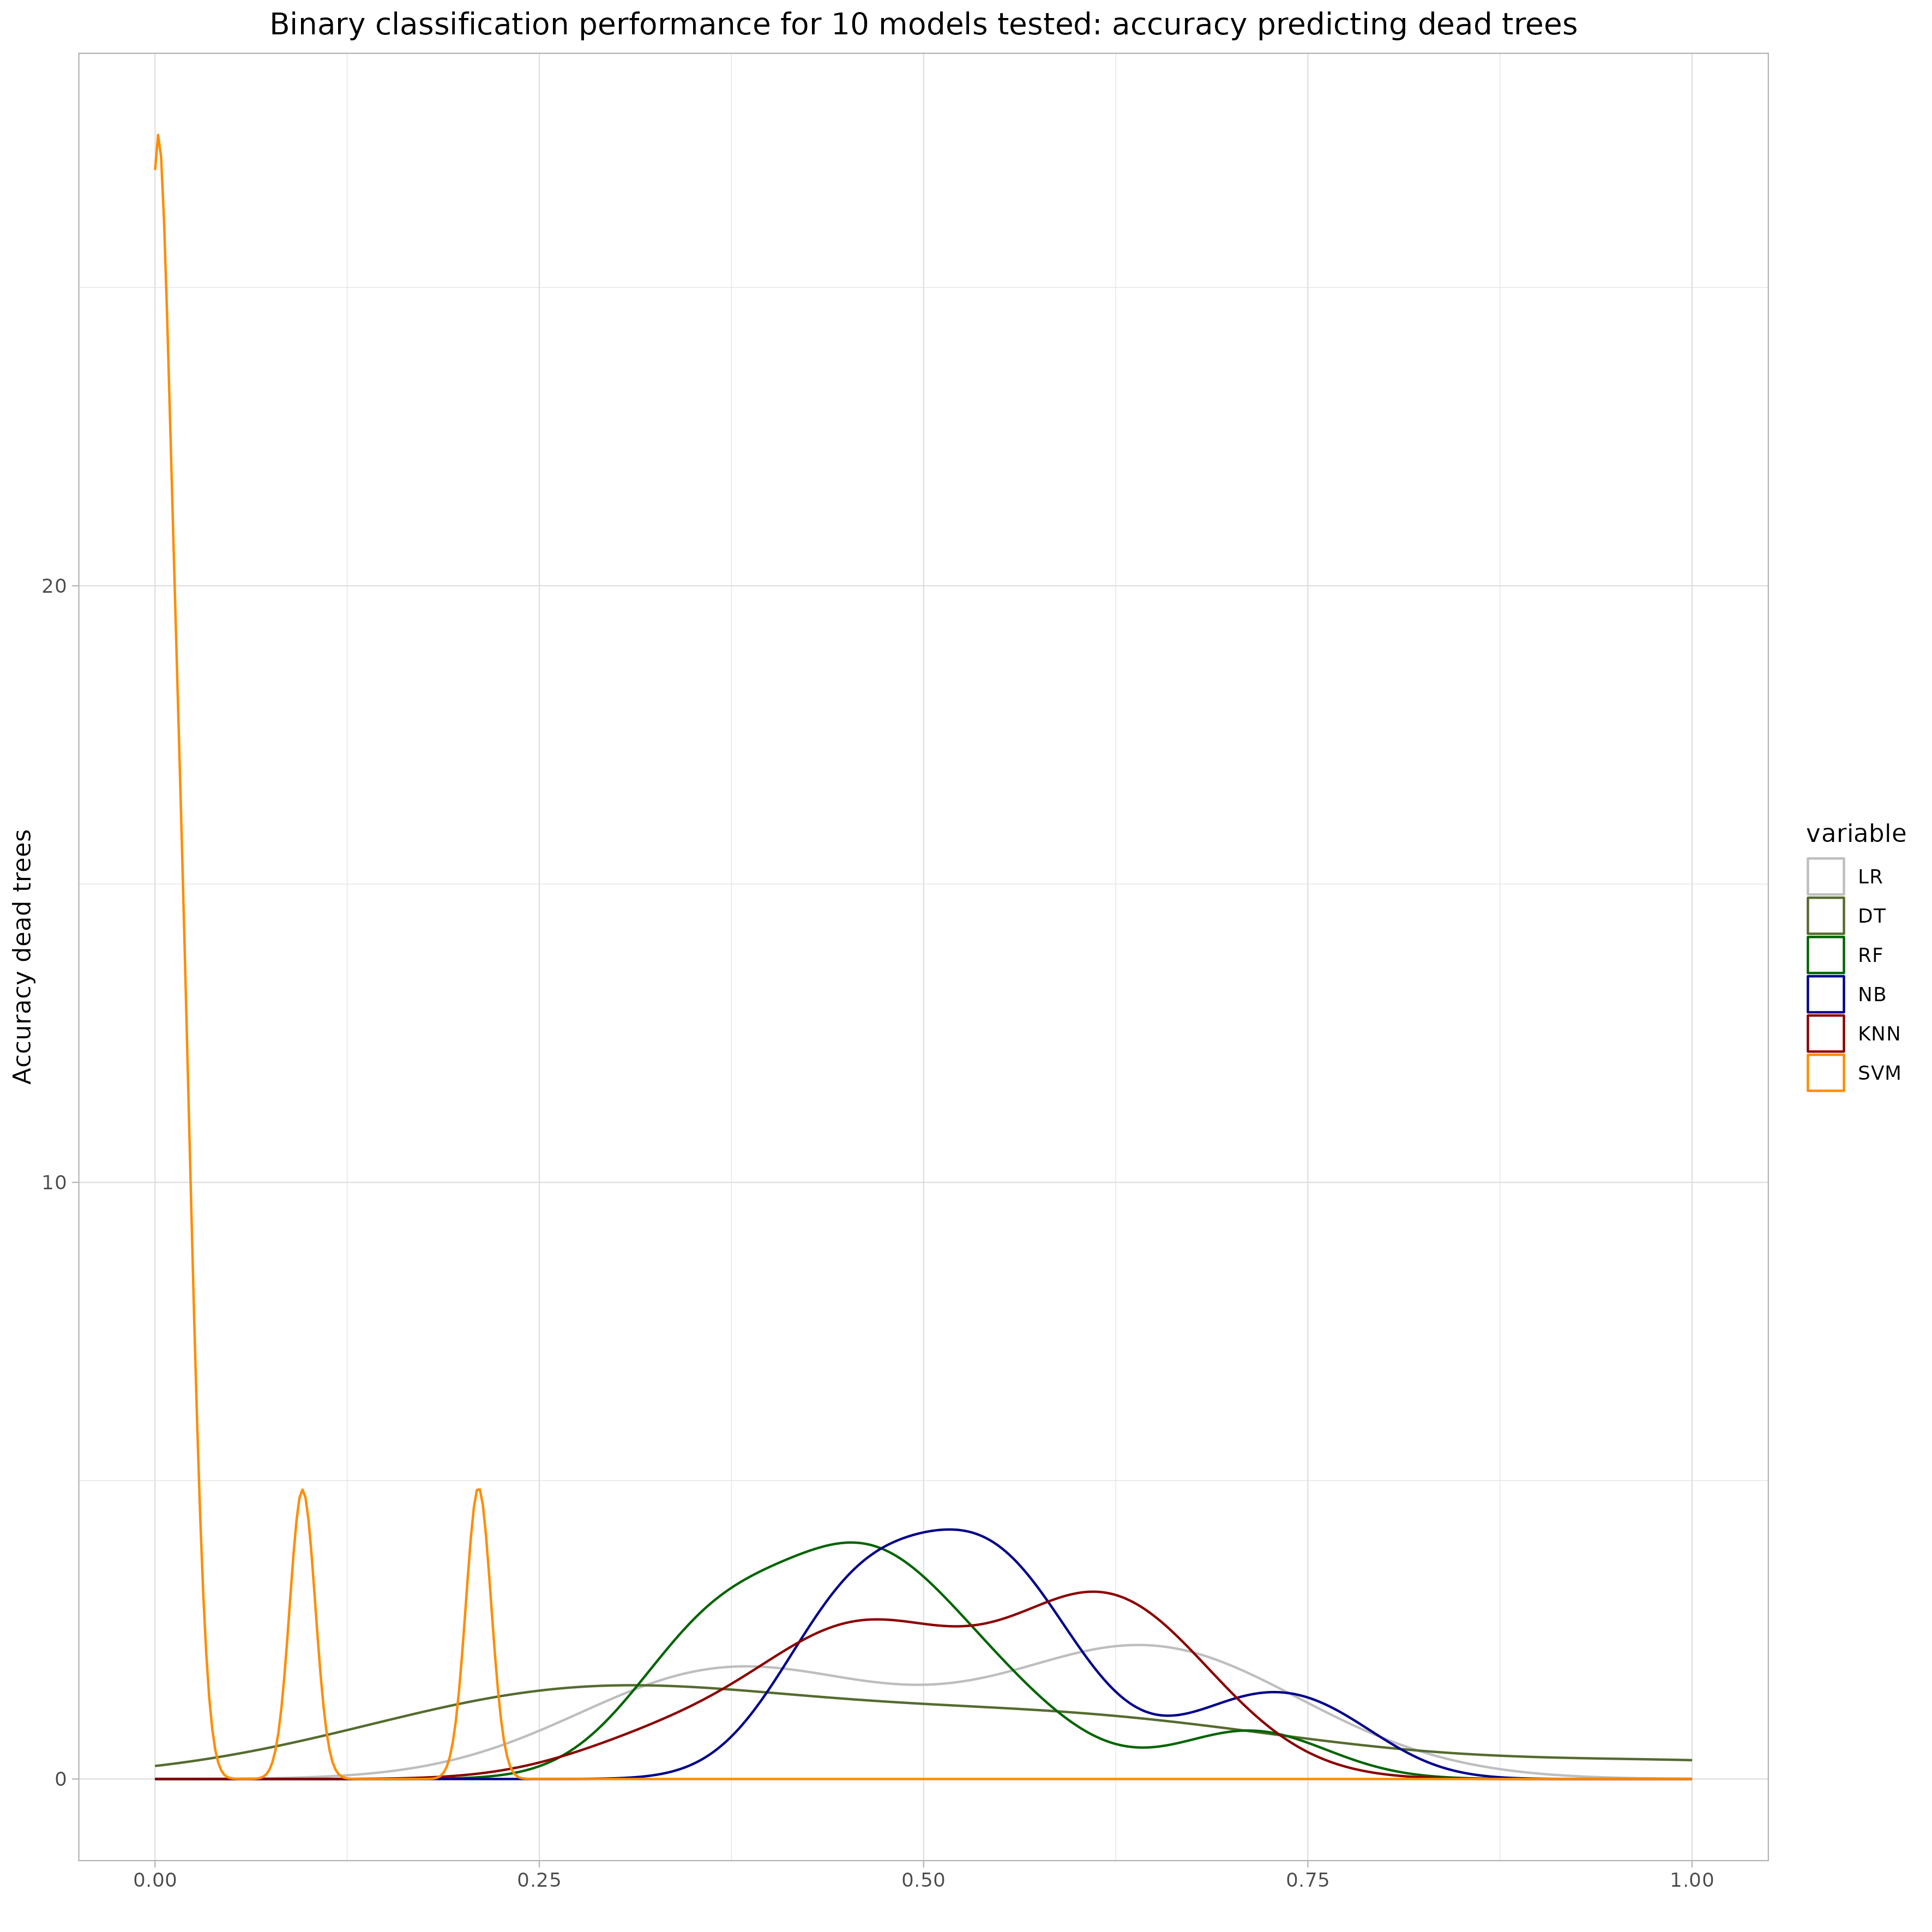 Binary classification performance for 10 models tested: accuracy predicting dead trees
Accuracy dead trees
20
10
0
0.00
0.25
0.50
0.75
1.00
variable
LR
DT
RF
NB
KNN
SVM